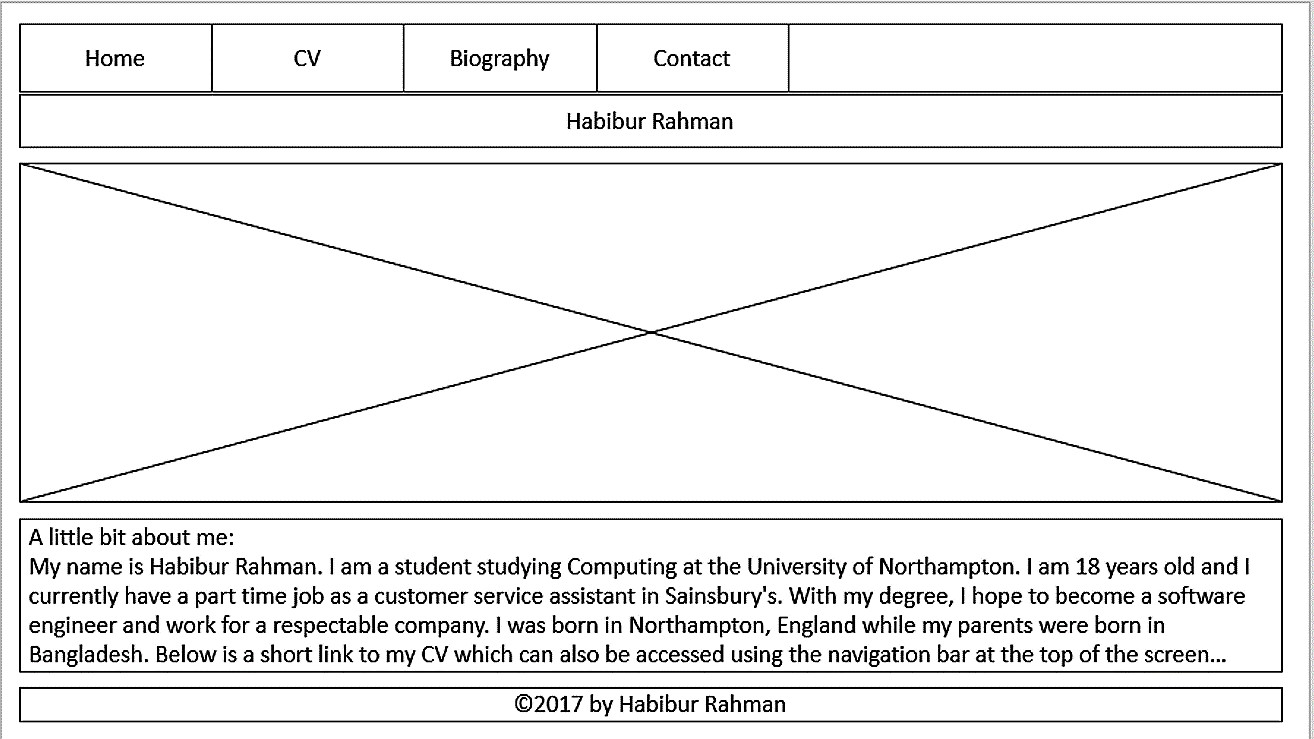 Home CV Biography Contact
Habibur Rahman
A little bit about me:
My name is Habibur Rahman. I am a student studying Computing at the University of Northampton. I am 18 years old and I
currently have a part time job as a customer service assistant in Sainsbury's. With my degree, I hope to become a software
engineer and work for a respectable company. I was born in Northampton, England while my parents were born in
Bangladesh. Below is a short link to my CV which can also be accessed using the navigation bar at the top of the screen...
©2017 by Habibur Rahman